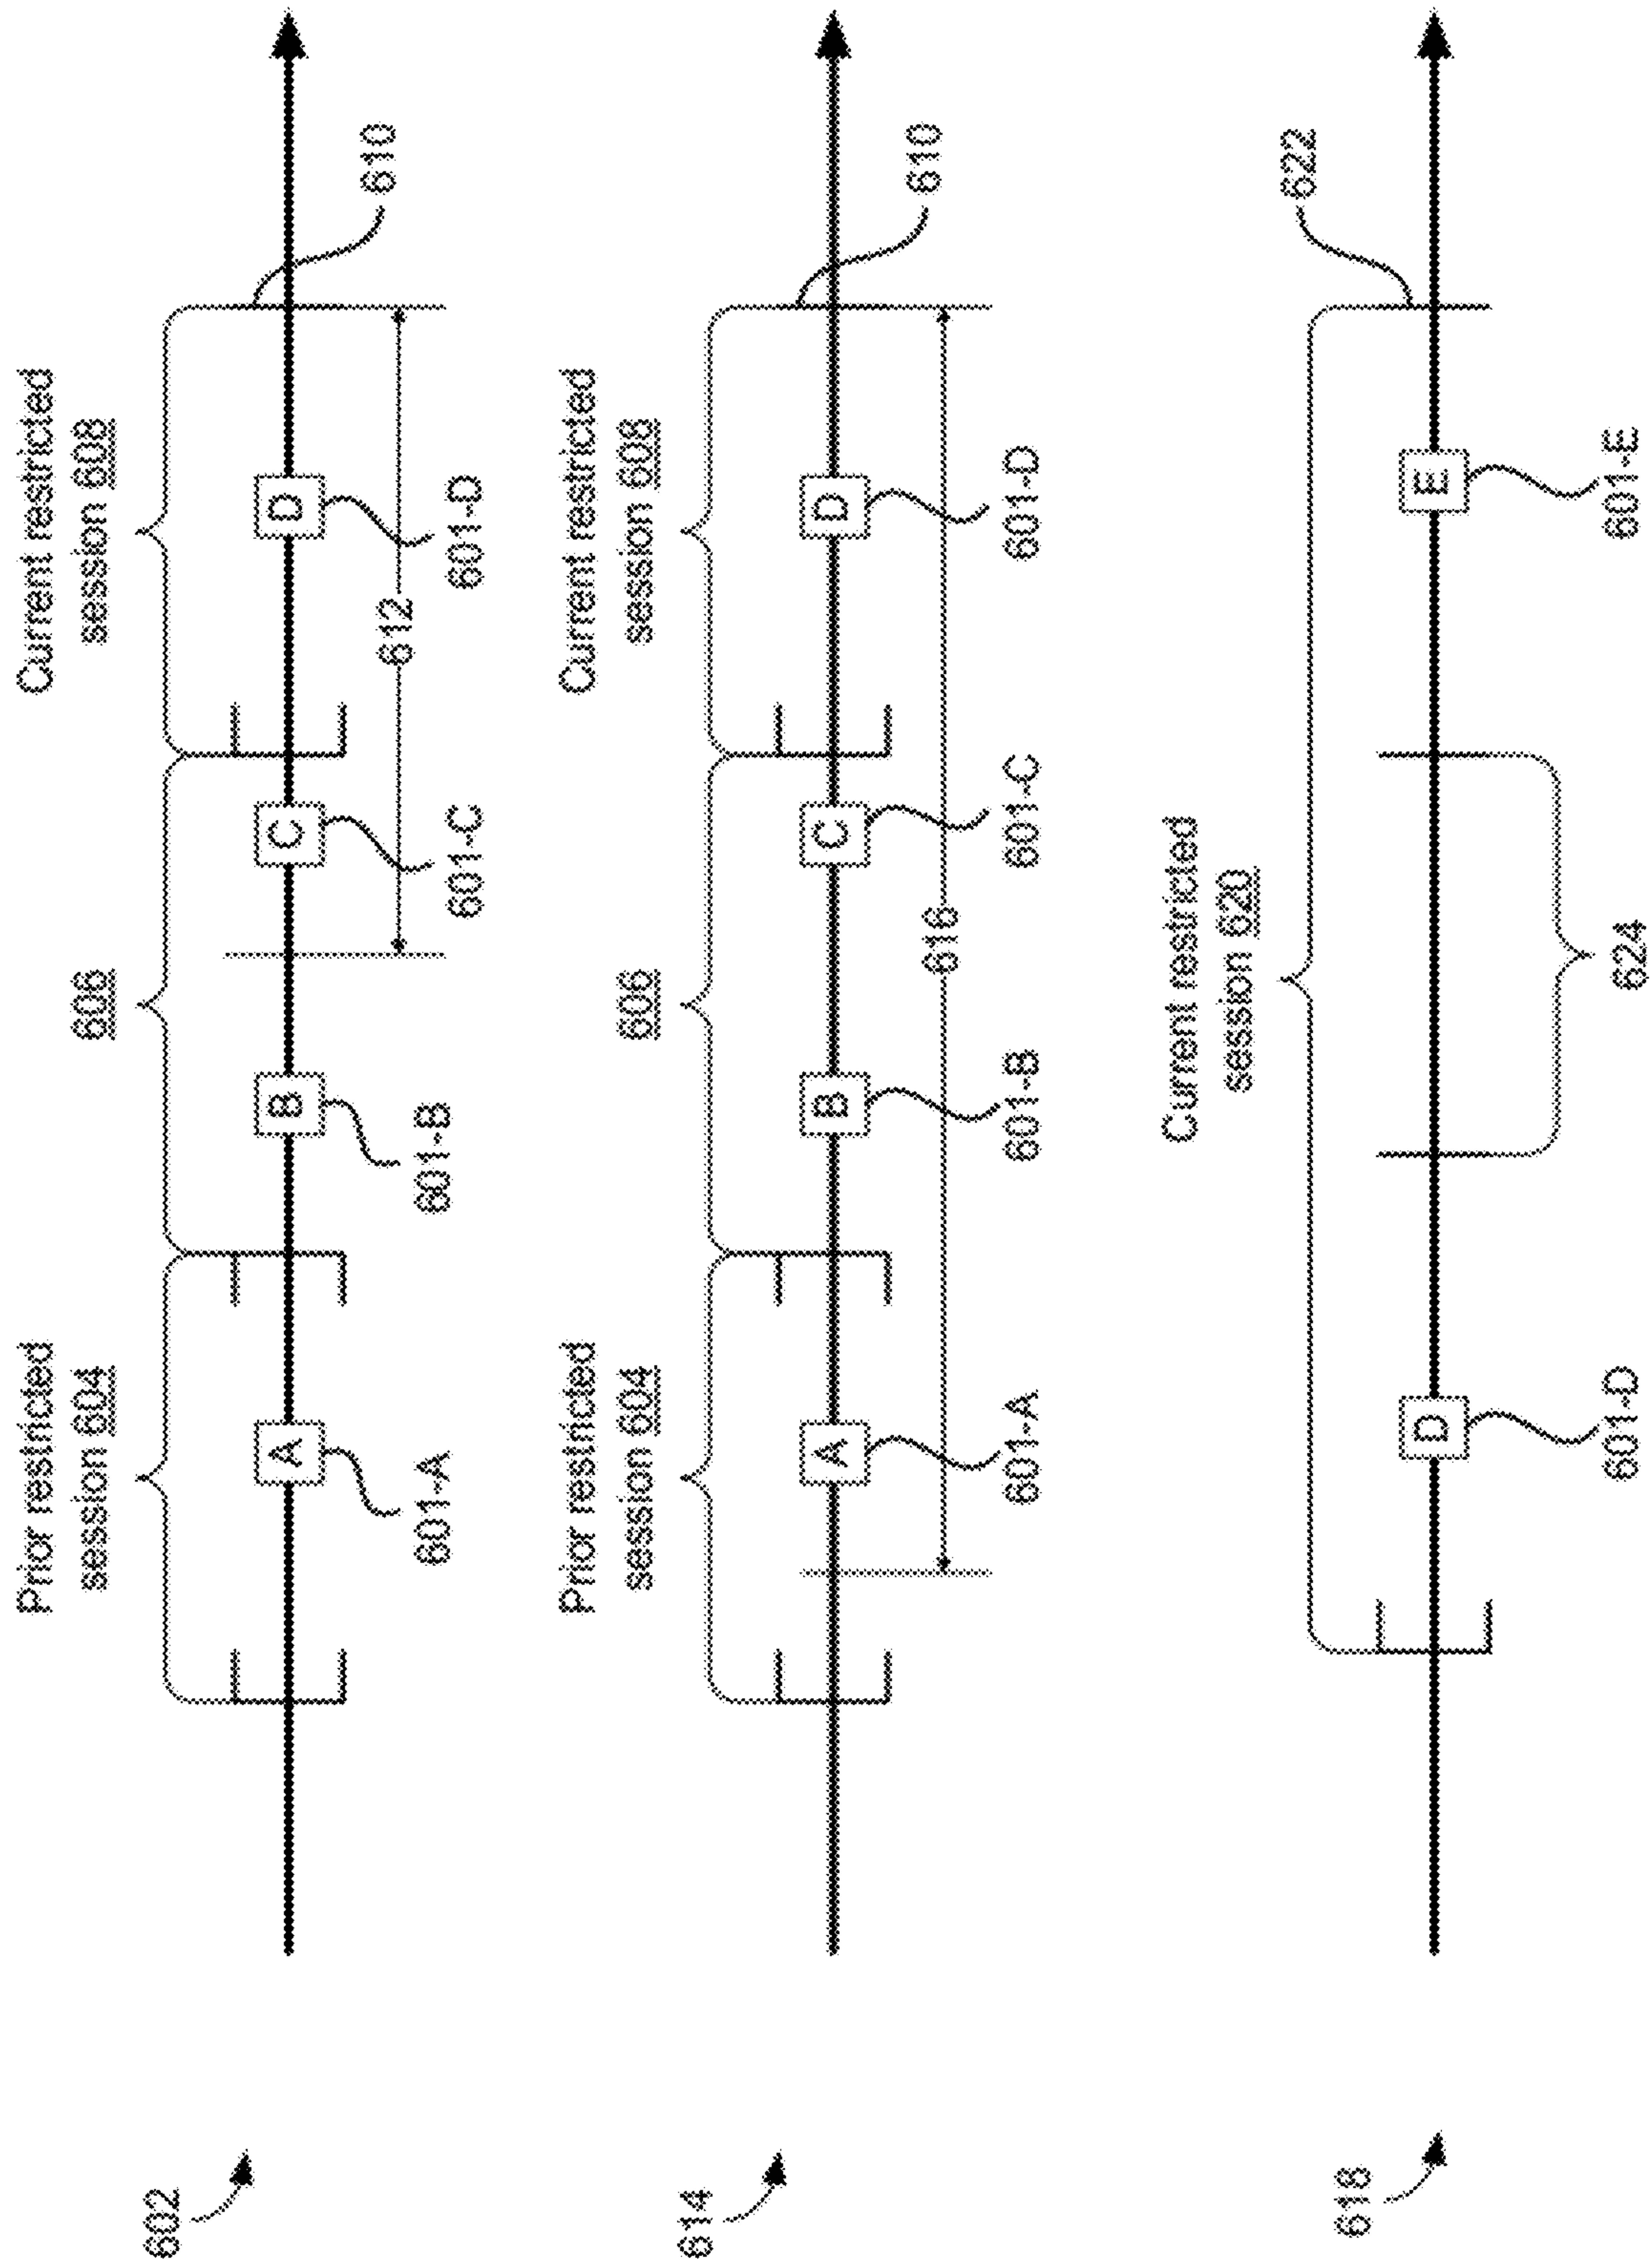 602
Prior restricted
session 604
606
Current restricted
session 608
A
B
C
D
610
601-A
601-B
601-C
612
601-D
614
Prior restricted
session 604
606
Current restricted
session 608
A
B
C
D
610
616
601-A
601-B
601-C
601-D
618
Current restricted
session 620
622
D
E
601-D
624
601-E